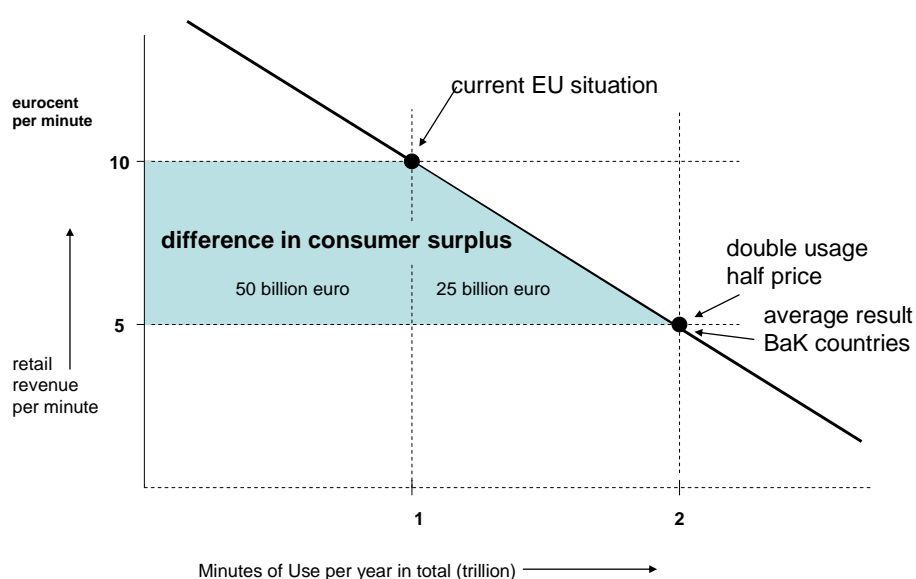 current EU situation
eurocent
per minute
10
difference in consumer surplus
double usage
half price
50 billion euro
25 billion euro
average result
BaK countries
5
retail
revenue
per minute
1
2
Minutes of Use per year in total (trillion)